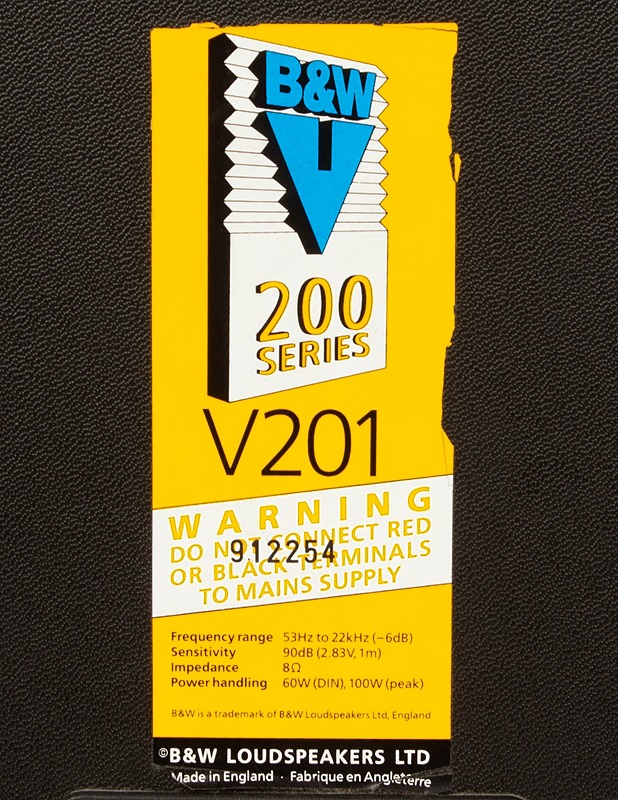 B&W
200
SERIES
V201
WARNING
DO NOT CONNECT RED
912254
OR BLACK TERMINALS
TO MAINS SUPPLY
Frequency range 53Hz to 22kHz (−6dB)
Sensitivity 90dB (2.83V, 1m)
Impedance 8Ω
Power handling 60W (DIN), 100W (peak)
B&W is a trademark of B&W Loudspeakers Ltd, England
©B&W LOUDSPEAKERS LTD
Made in England · Fabrique en Angleterre